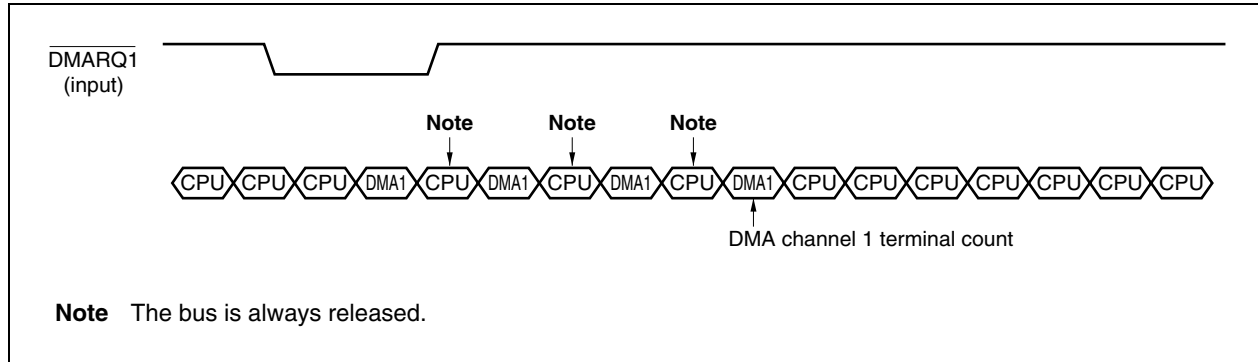 DMARQ1
(input)
Note Note Note
CPU CPU CPU DMA1 CPU DMA1 CPU DMA1 CPU DMA1 CPU CPU CPU CPU CPU CPU CPU
DMA channel 1 terminal count
Note The bus is always released.